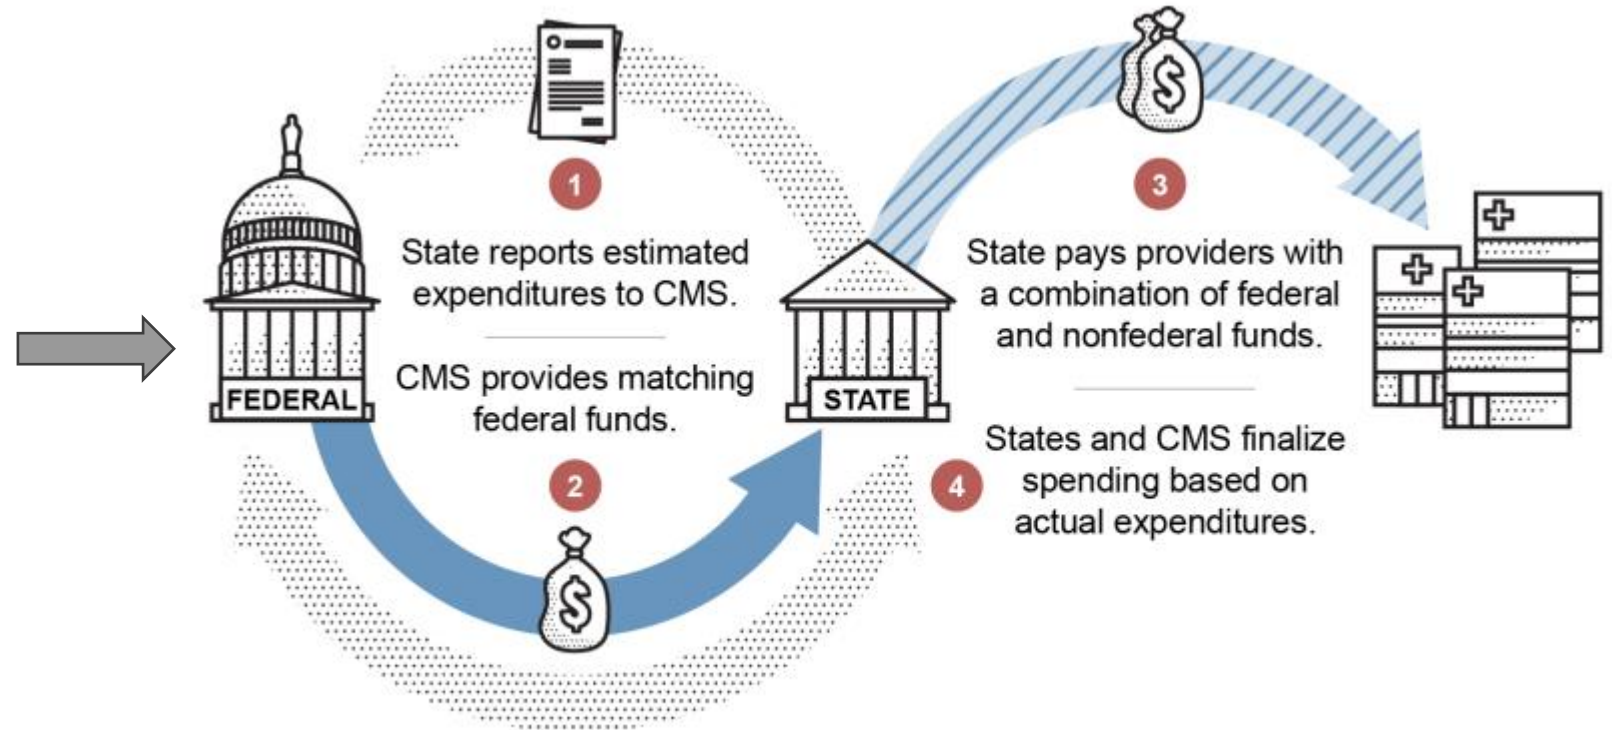 1
State reports estimated
expenditures to CMS.
CMS provides matching
federal funds.
2
FEDERAL
STATE
$
3
State pays providers with
a combination of federal
and nonfederal funds.
4
States and CMS finalize
spending based on
actual expenditures.
$